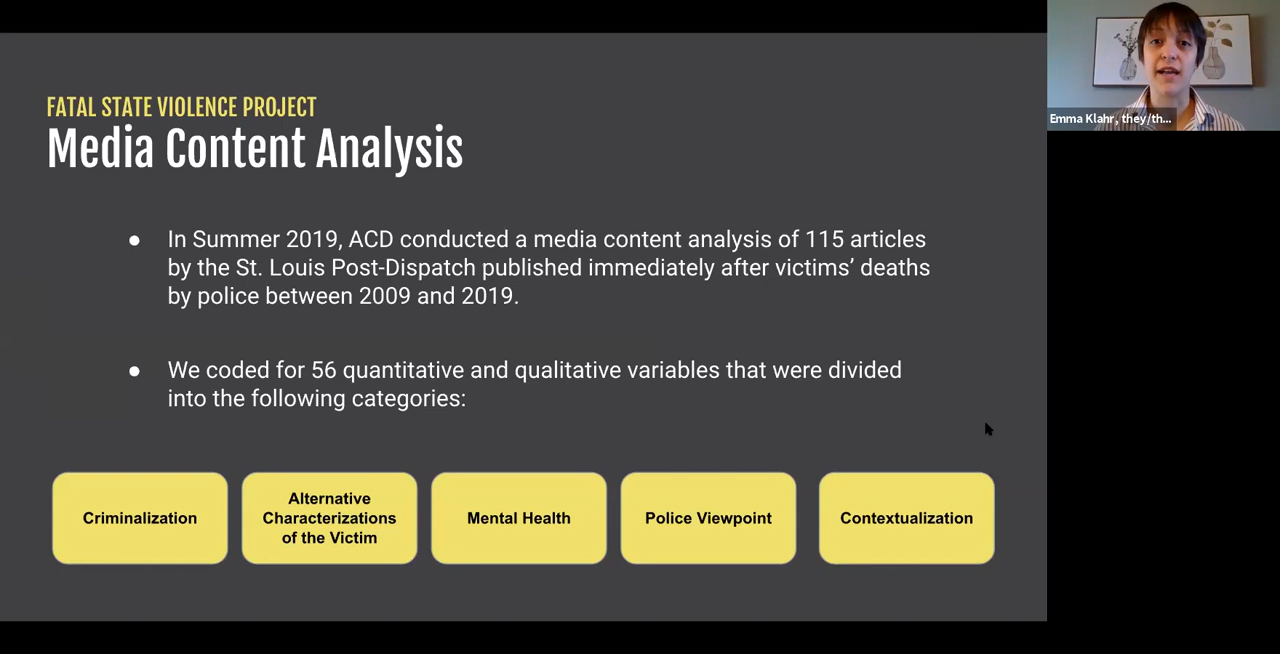 FATAL STATE VIOLENCE PROJECT
Media Content Analysis
● In Summer 2019, ACD conducted a media content analysis of 115 articles
by the St. Louis Post-Dispatch published immediately after victims’ deaths
by police between 2009 and 2019.
● We coded for 56 quantitative and qualitative variables that were divided
into the following categories:
Criminalization
Alternative
Characterizations
of the Victim
Mental Health
Police Viewpoint
Contextualization
Emma Klahr, they/th...